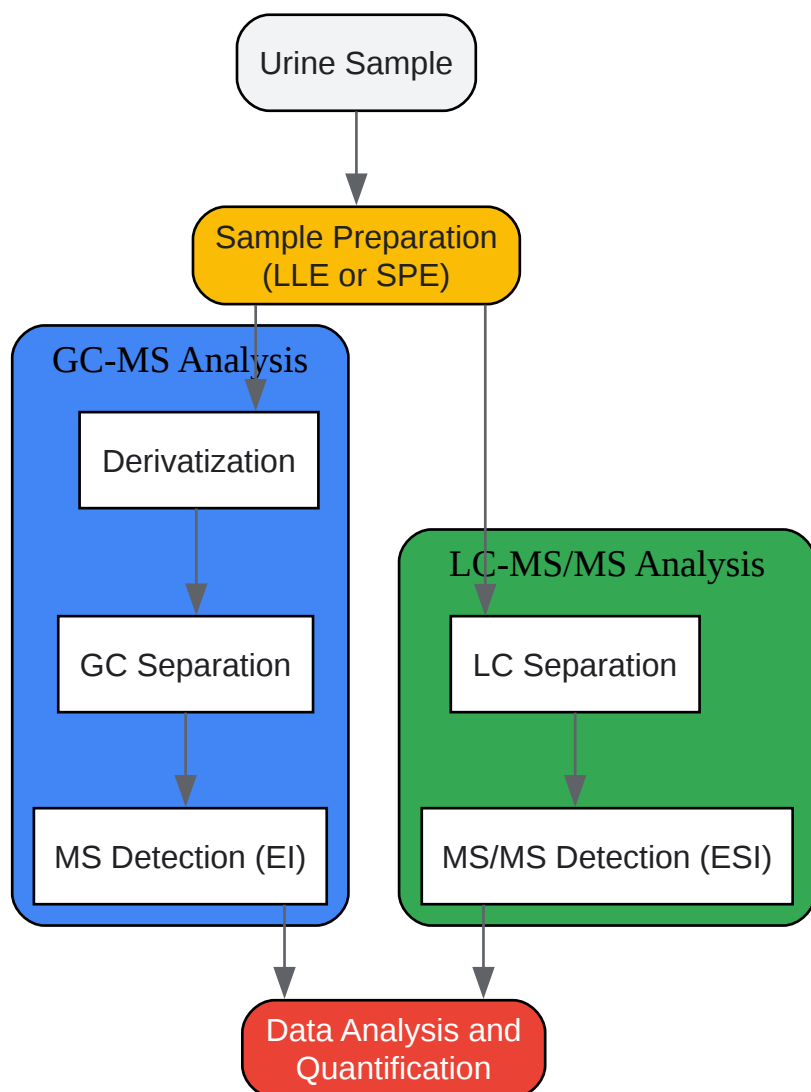 Urine Sample
Sample Preparation
(LLE or SPE)
GC-MS Analysis
Derivatization
GC Separation
MS Detection (EI)
LC-MS/MS Analysis
LC Separation
MS/MS Detection (ESI)
Data Analysis and
Quantification